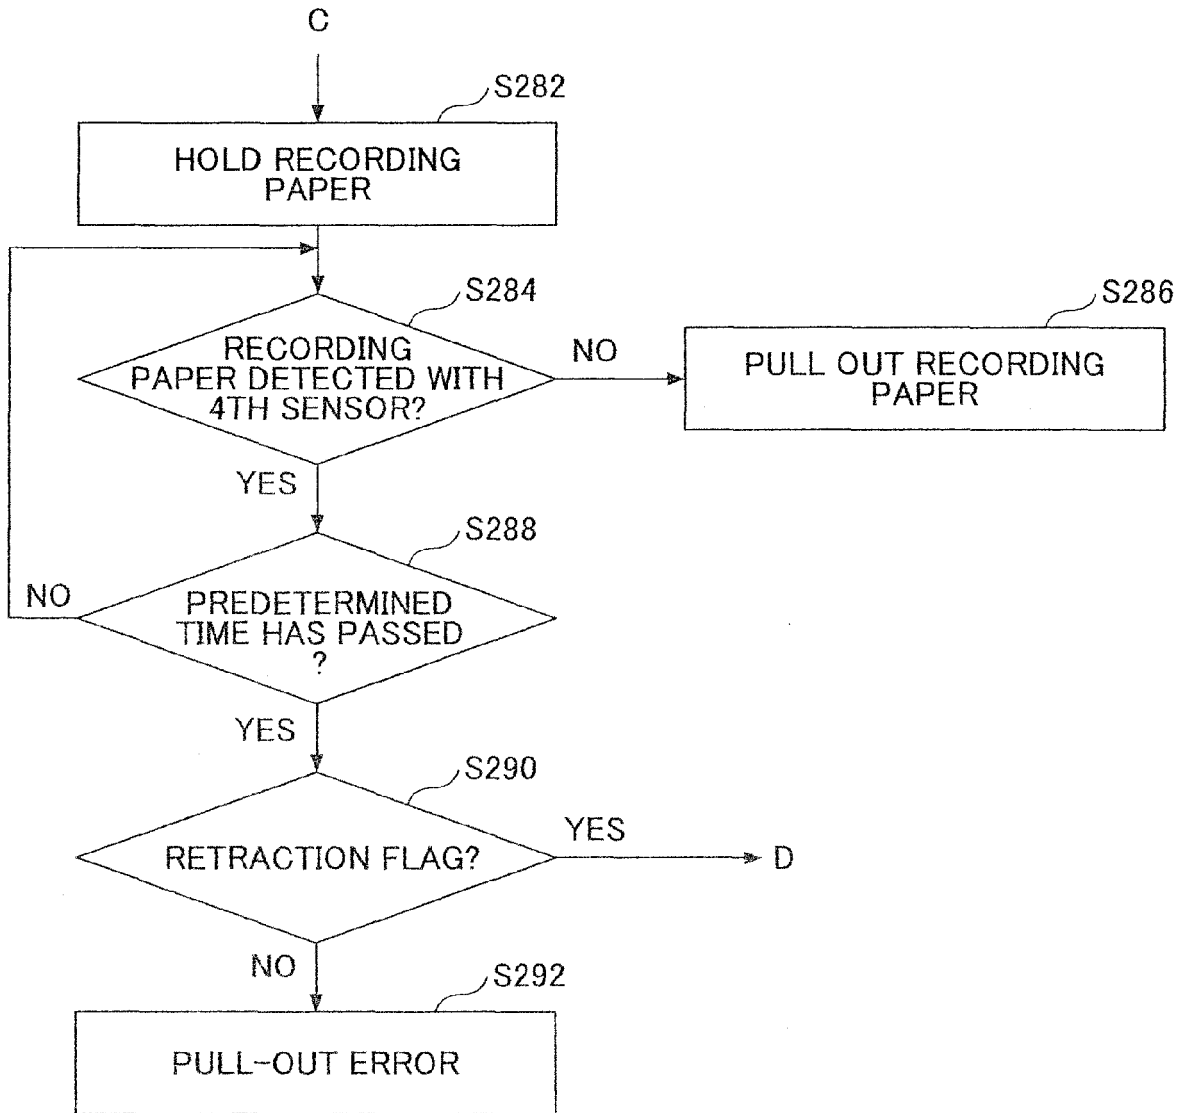 C
S282
HOLD RECORDING
PAPER
S284
RECORDING
PAPER DETECTED WITH
4TH SENSOR?
NO
S286
PULL OUT RECORDING
PAPER
YES
S288
NO
PREDETERMINED
TIME HAS PASSED
?
YES
S290
RETRACTION FLAG?
YES
D
NO
S292
PULL-OUT ERROR